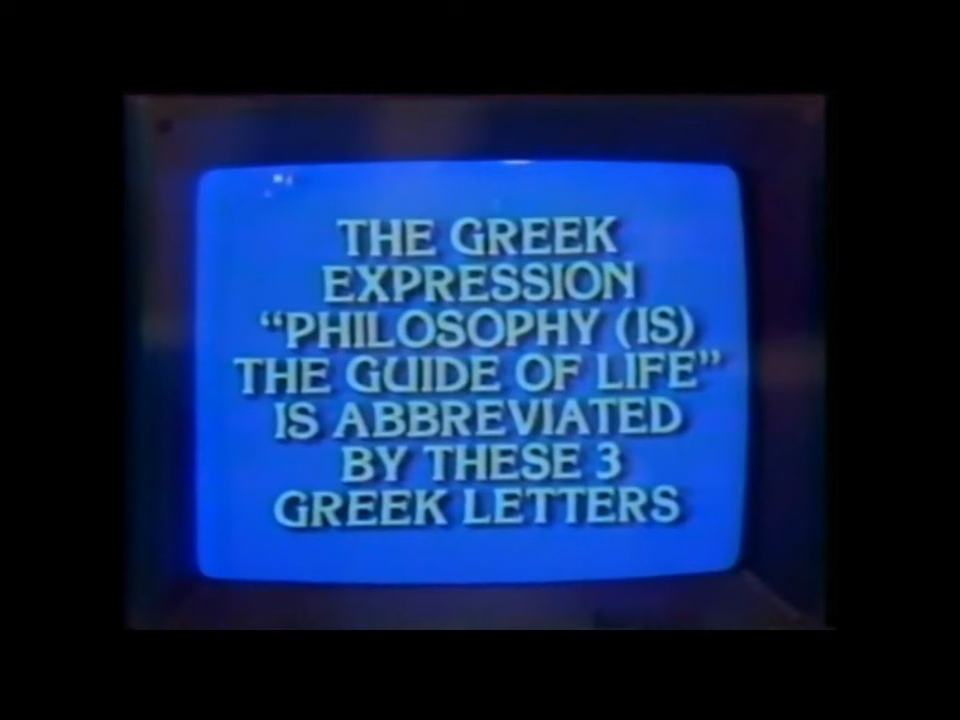 THE GREEK
EXPRESSION
“PHILOSOPHY (IS)
THE GUIDE OF LIFE”
IS ABBREVIATED
BY THESE 3
GREEK LETTERS